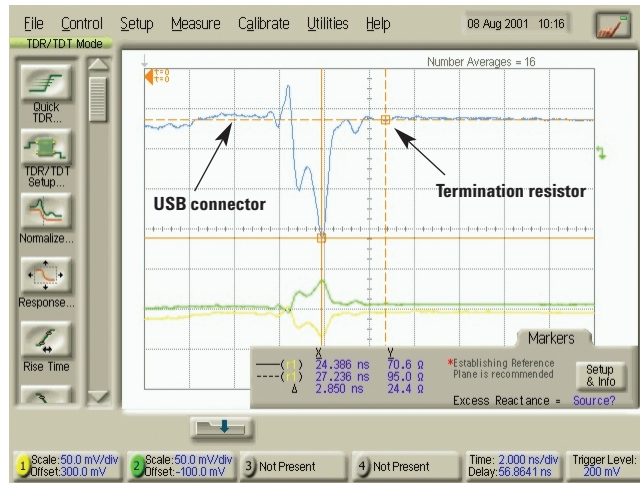 File Control Setup Measure Calibrate Utilities Help 08 Aug 2001 10:16
TDR/TDT Mode
Number Averages = 16
t=0
t=0
Quick
TDR...
TDR/TDT
Setup...
Normalize...
Response...
Rise Time
USB connector
Termination resistor
Markers
X Y
——(r1) 24.386 ns 70.6 Ω
----(r1) 27.236 ns 95.0 Ω
Δ 2.850 ns 24.4 Ω
*Establishing Reference
Plane is recommended
Excess Reactance = Source?
Setup
& Info
1 Scale:50.0 mV/div
Offset:300.0 mV
2 Scale:50.0 mV/div
Offset:-100.0 mV
3 Not Present
4 Not Present
Time: 2.000 ns/div
Delay:56.8641 ns
Trigger Level:
200 mV